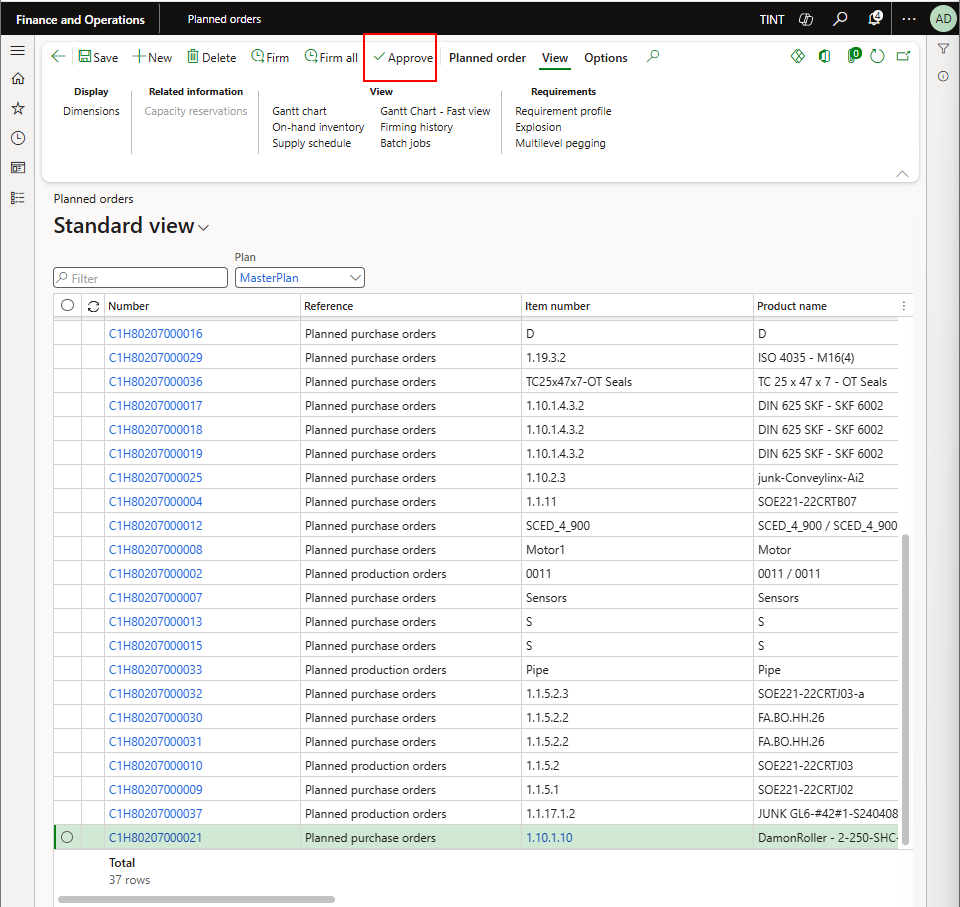 Finance and Operations Planned orders TINT 4 AD
Save New Delete Firm Firm all Approve Planned order View Options 0
Display Related information View Requirements
Dimensions Capacity reservations Gantt chart Gantt Chart - Fast view Requirement profile
On-hand inventory Firming history Explosion
Supply schedule Batch jobs Multilevel pegging
Planned orders
Standard view
Plan
Filter MasterPlan
Number Reference Item number Product name
C1H80207000016 Planned purchase orders D D
C1H80207000029 Planned purchase orders 1.19.3.2 ISO 4035 - M16(4)
C1H80207000036 Planned purchase orders TC25x47x7-OT Seals TC 25 x 47 x 7 - OT Seals
C1H80207000017 Planned purchase orders 1.10.1.4.3.2 DIN 625 SKF - SKF 6002
C1H80207000018 Planned purchase orders 1.10.1.4.3.2 DIN 625 SKF - SKF 6002
C1H80207000019 Planned purchase orders 1.10.1.4.3.2 DIN 625 SKF - SKF 6002
C1H80207000025 Planned purchase orders 1.10.2.3 junk-Conveylinx-Ai2
C1H80207000004 Planned purchase orders 1.1.11 SOE221-22CRTB07
C1H80207000012 Planned purchase orders SCED_4_900 SCED_4_900 / SCED_4_900
C1H80207000008 Planned purchase orders Motor1 Motor
C1H80207000002 Planned production orders 0011 0011 / 0011
C1H80207000007 Planned purchase orders Sensors Sensors
C1H80207000013 Planned purchase orders S S
C1H80207000015 Planned purchase orders S S
C1H80207000033 Planned production orders Pipe Pipe
C1H80207000032 Planned purchase orders 1.1.5.2.3 SOE221-22CRTJ03-a
C1H80207000030 Planned purchase orders 1.1.5.2.2 FA.BO.HH.26
C1H80207000031 Planned purchase orders 1.1.5.2.2 FA.BO.HH.26
C1H80207000010 Planned production orders 1.1.5.2 SOE221-22CRTJ03
C1H80207000009 Planned purchase orders 1.1.5.1 SOE221-22CRTJ02
C1H80207000037 Planned production orders 1.1.17.1.2 JUNK GL6-#42#1-S240408
C1H80207000021 Planned purchase orders 1.10.1.10 DamonRoller - 2-250-SHC-
Total
37 rows